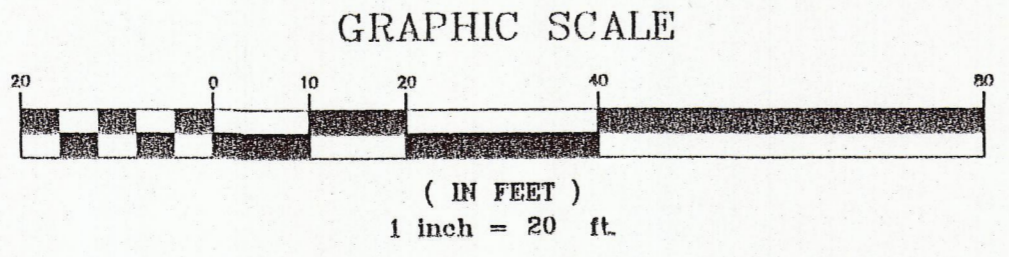 GRAPHIC SCALE
20 0 10 20 40 80
( IN FEET )
1 inch = 20 ft.